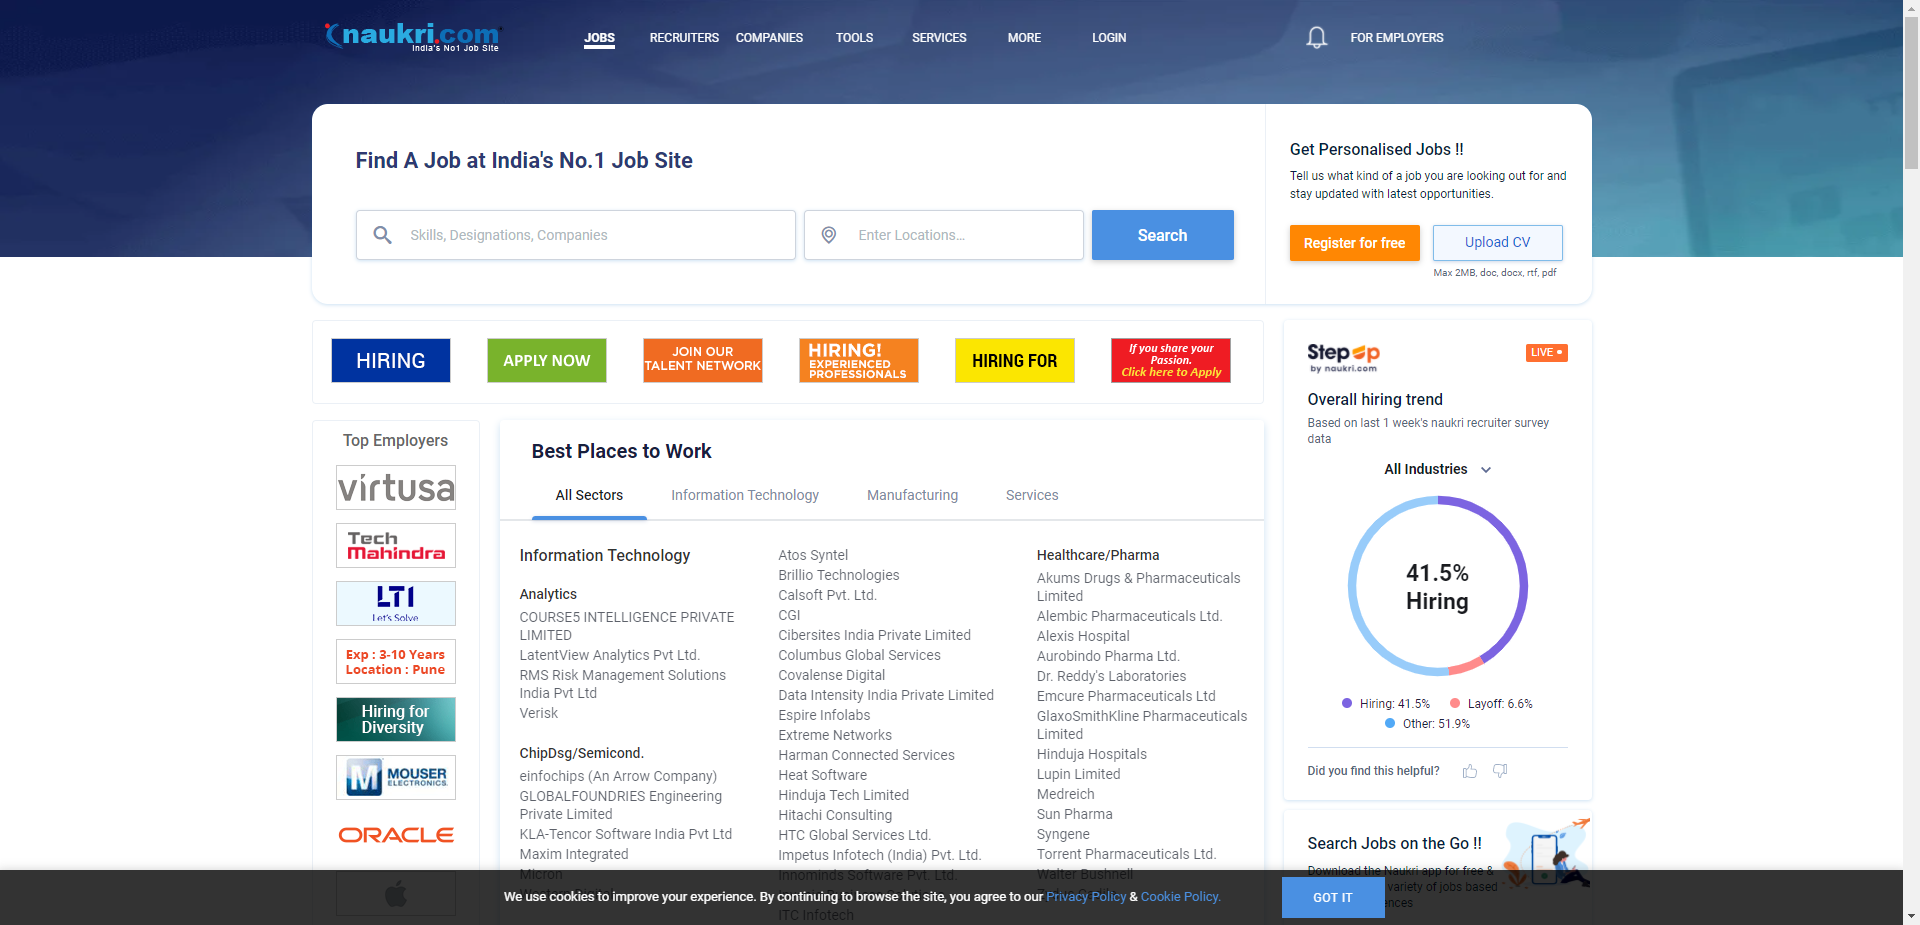 naukri.com
India's No1 Job Site
JOBS
RECRUITERS
COMPANIES
TOOLS
SERVICES
MORE
LOGIN
FOR EMPLOYERS
Find A Job at India's No.1 Job Site
Skills, Designations, Companies
Enter Locations...
Search
Get Personalised Jobs !!
Tell us what kind of a job you are looking out for and
stay updated with latest opportunities.
Register for free
Upload CV
Max 2MB, doc, docx, rtf, pdf
HIRING
APPLY NOW
JOIN OUR
TALENT NETWORK
HIRING!
EXPERIENCED
PROFESSIONALS
HIRING FOR
If you share your
Passion.
Click here to Apply
Top Employers
virtusa
Tech
Mahindra
LTI
Let's Solve
Exp : 3-10 Years
Location : Pune
Hiring for
Diversity
M
MOUSER
ELECTRONICS
ORACLE
Best Places to Work
All Sectors
Information Technology
Manufacturing
Services
Information Technology
Analytics
COURSE5 INTELLIGENCE PRIVATE
LIMITED
LatentView Analytics Pvt Ltd.
RMS Risk Management Solutions
India Pvt Ltd
Verisk
ChipDsg/Semicond.
einfochips (An Arrow Company)
GLOBALFOUNDRIES Engineering
Private Limited
KLA-Tencor Software India Pvt Ltd
Maxim Integrated
Micron
Atos Syntel
Brillio Technologies
Calsoft Pvt. Ltd.
CGI
Cibersites India Private Limited
Columbus Global Services
Covalense Digital
Data Intensity India Private Limited
Espire Infolabs
Extreme Networks
Harman Connected Services
Heat Software
Hinduja Tech Limited
Hitachi Consulting
HTC Global Services Ltd.
Impetus Infotech (India) Pvt. Ltd.
Innominds Software Pvt. Ltd.
ITC Infotech
Healthcare/Pharma
Akums Drugs & Pharmaceuticals
Limited
Alembic Pharmaceuticals Ltd.
Alexis Hospital
Aurobindo Pharma Ltd.
Dr. Reddy's Laboratories
Emcure Pharmaceuticals Ltd
GlaxoSmithKline Pharmaceuticals
Limited
Hinduja Hospitals
Lupin Limited
Medreich
Sun Pharma
Syngene
Torrent Pharmaceuticals Ltd.
Walter Bushnell
Step Up
by naukri.com
LIVE
Overall hiring trend
Based on last 1 week's naukri recruiter survey
data
All Industries
41.5%
Hiring
Hiring: 41.5%
Layoff: 6.6%
Other: 51.9%
Did you find this helpful?
Search Jobs on the Go !!
Download the Naukri app for free &
variety of jobs based
We use cookies to improve your experience. By continuing to browse the site, you agree to our Privacy Policy & Cookie Policy.
GOT IT